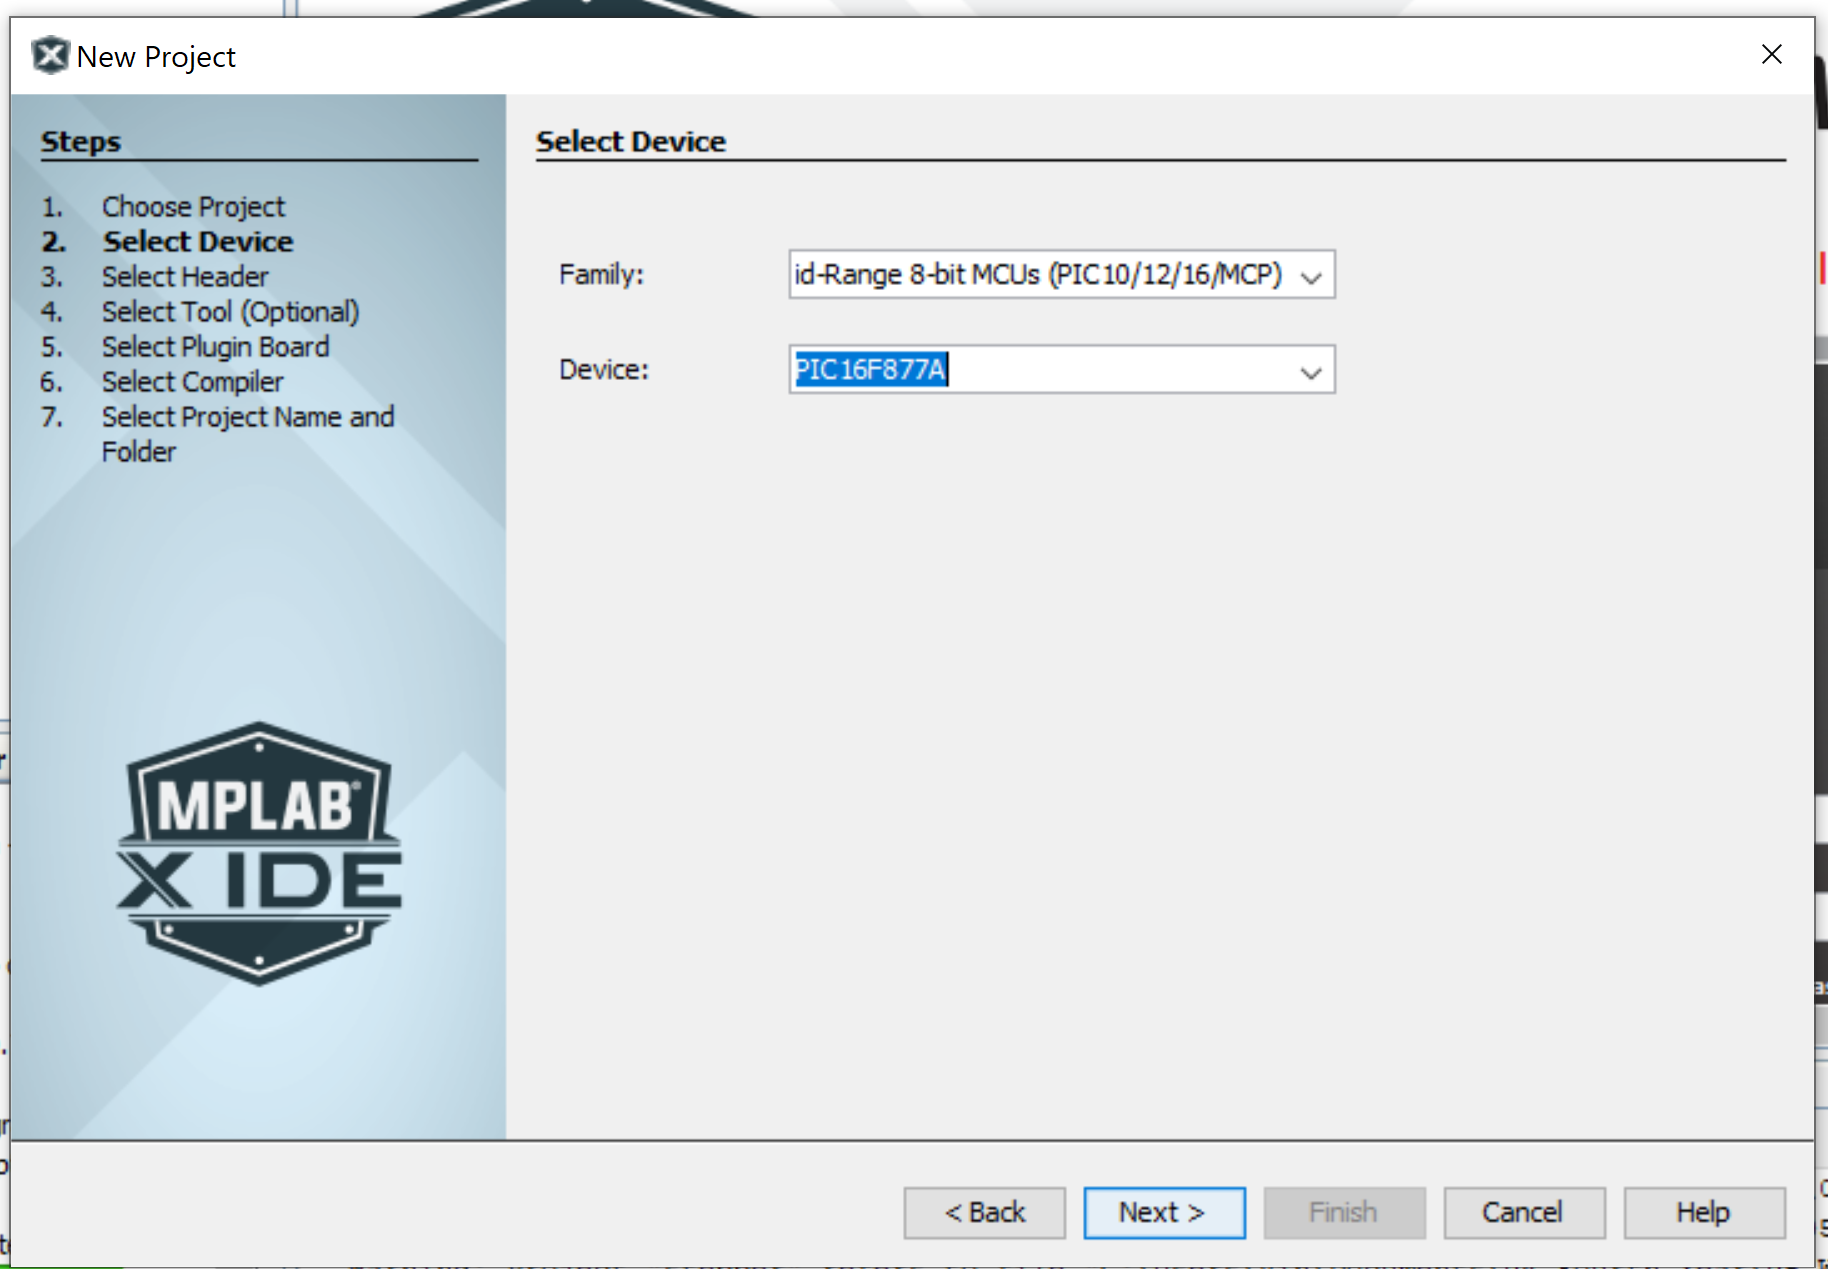 New Project
Steps
1. Choose Project
2. Select Device
3. Select Header
4. Select Tool (Optional)
5. Select Plugin Board
6. Select Compiler
7. Select Project Name and
Folder
MPLAB®
X IDE
Select Device
Family: id-Range 8-bit MCUs (PIC10/12/16/MCP)
Device: PIC16F877A
< Back Next > Finish Cancel Help